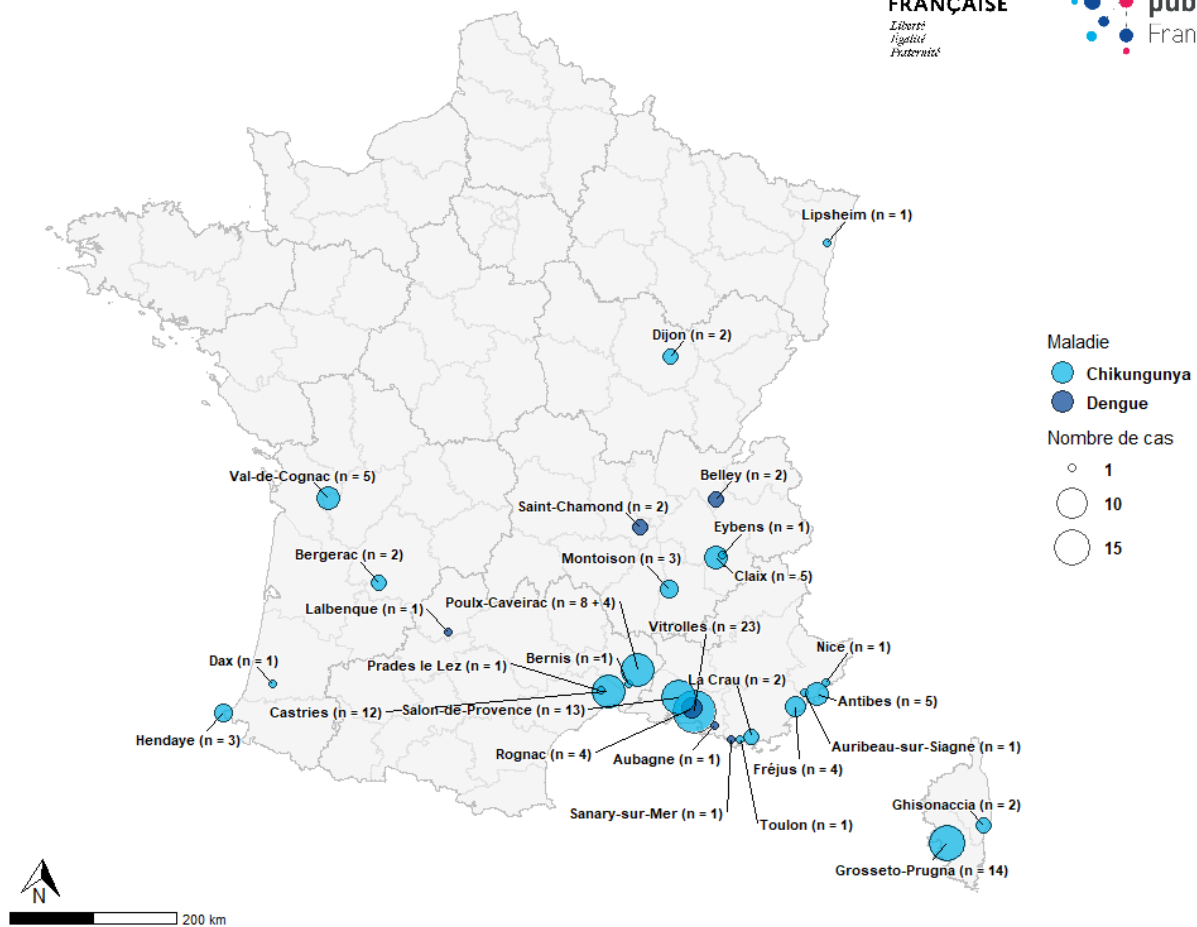 FRANÇAISE
Liberté
Égalité
Fraternité
pub
Fran
Lipsheim (n = 1)
Dijon (n = 2)
Maladie
Chikungunya
Dengue
Nombre de cas
1
10
15
Val-de-Cognac (n = 5)
Belley (n = 2)
Saint-Chamond (n = 2)
Eybens (n = 1)
Bergerac (n = 2)
Montoison (n = 3)
Claix (n = 5)
Lalbenque (n = 1)
Poulx-Caveirac (n = 8 + 4)
Vitrolles (n = 23)
Nice (n = 1)
Dax (n = 1)
Prades le Lez (n = 1)
Bernis (n =1)
La Crau (n = 2)
Antibes (n = 5)
Castries (n = 12)
Salon-de-Provence (n = 13)
Hendaye (n = 3)
Rognac (n = 4)
Aubagne (n = 1)
Auribeau-sur-Siagne (n = 1)
Fréjus (n = 4)
Sanary-sur-Mer (n = 1)
Toulon (n = 1)
Ghisonaccia (n = 2)
Grosseto-Prugna (n = 14)
N
200 km